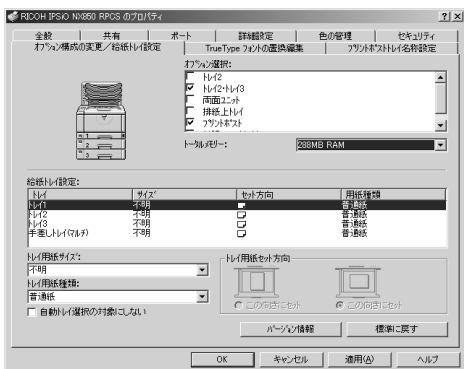 RICOH IPSiO NX850 RPCS のプロパティ
全般 共有 ポート 詳細設定 色の管理 セキュリティ
オプション構成の変更／給紙トレイ設定 TrueType フォントの置換編集 プリントポストトレイ名称設定
オプション選択:
トレイ2
トレイ2・トレイ3
両面ユニット
排紙上トレイ
プリントポスト
トータルメモリー: 288MB RAM
1
2
3
給紙トレイ設定:
トレイ サイズ セット方向 用紙種類
トレイ1 不明 普通紙
トレイ2 不明 普通紙
トレイ3 不明 普通紙
手差しトレイ(マルチ) 不明 普通紙
トレイ用紙サイズ:
不明
トレイ用紙種類:
普通紙
自動トレイ選択の対象にしない
トレイ用紙セット方向
この向きにセット この向きにセット
バージョン情報 標準に戻す
OK キャンセル 適用(A) ヘルプ